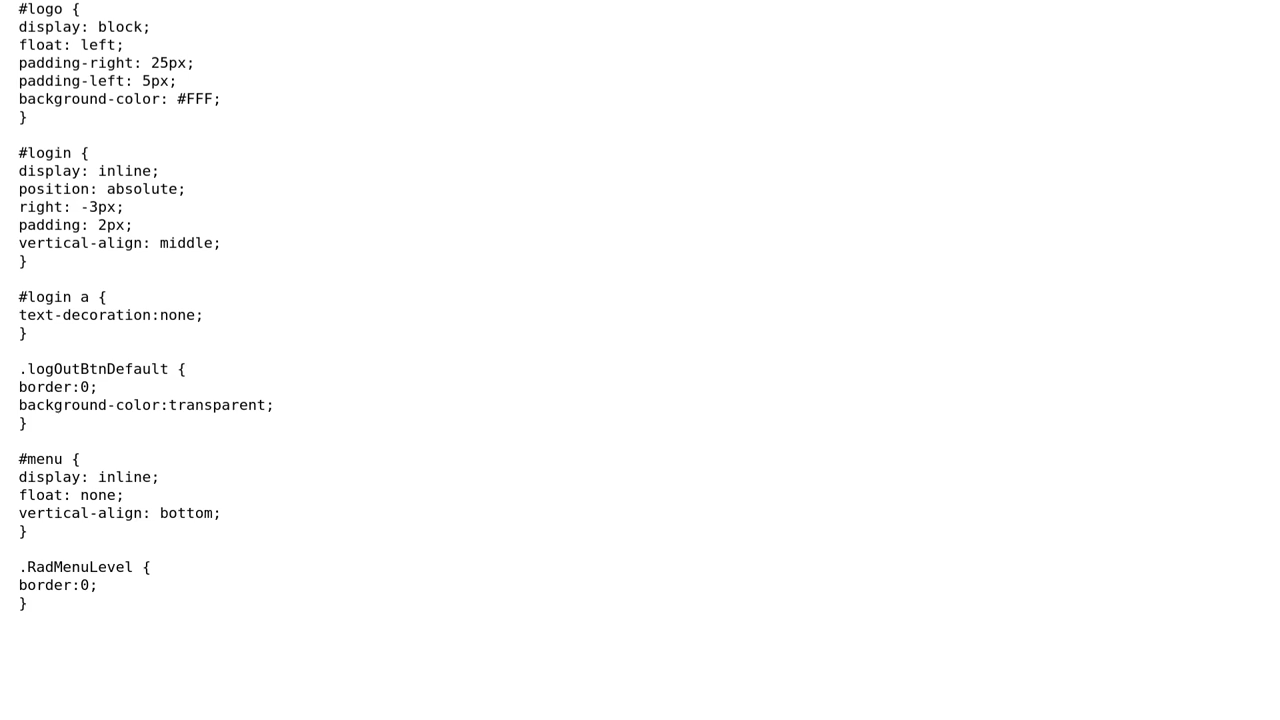 #logo {
display: block;
float: left;
padding-right: 25px;
padding-left: 5px;
background-color: #FFF;
}

#login {
display: inline;
position: absolute;
right: -3px;
padding: 2px;
vertical-align: middle;
}

#login a {
text-decoration:none;
}

.logOutBtnDefault {
border:0;
background-color:transparent;
}

#menu {
display: inline;
float: none;
vertical-align: bottom;
}

.RadMenuLevel {
border:0;
}